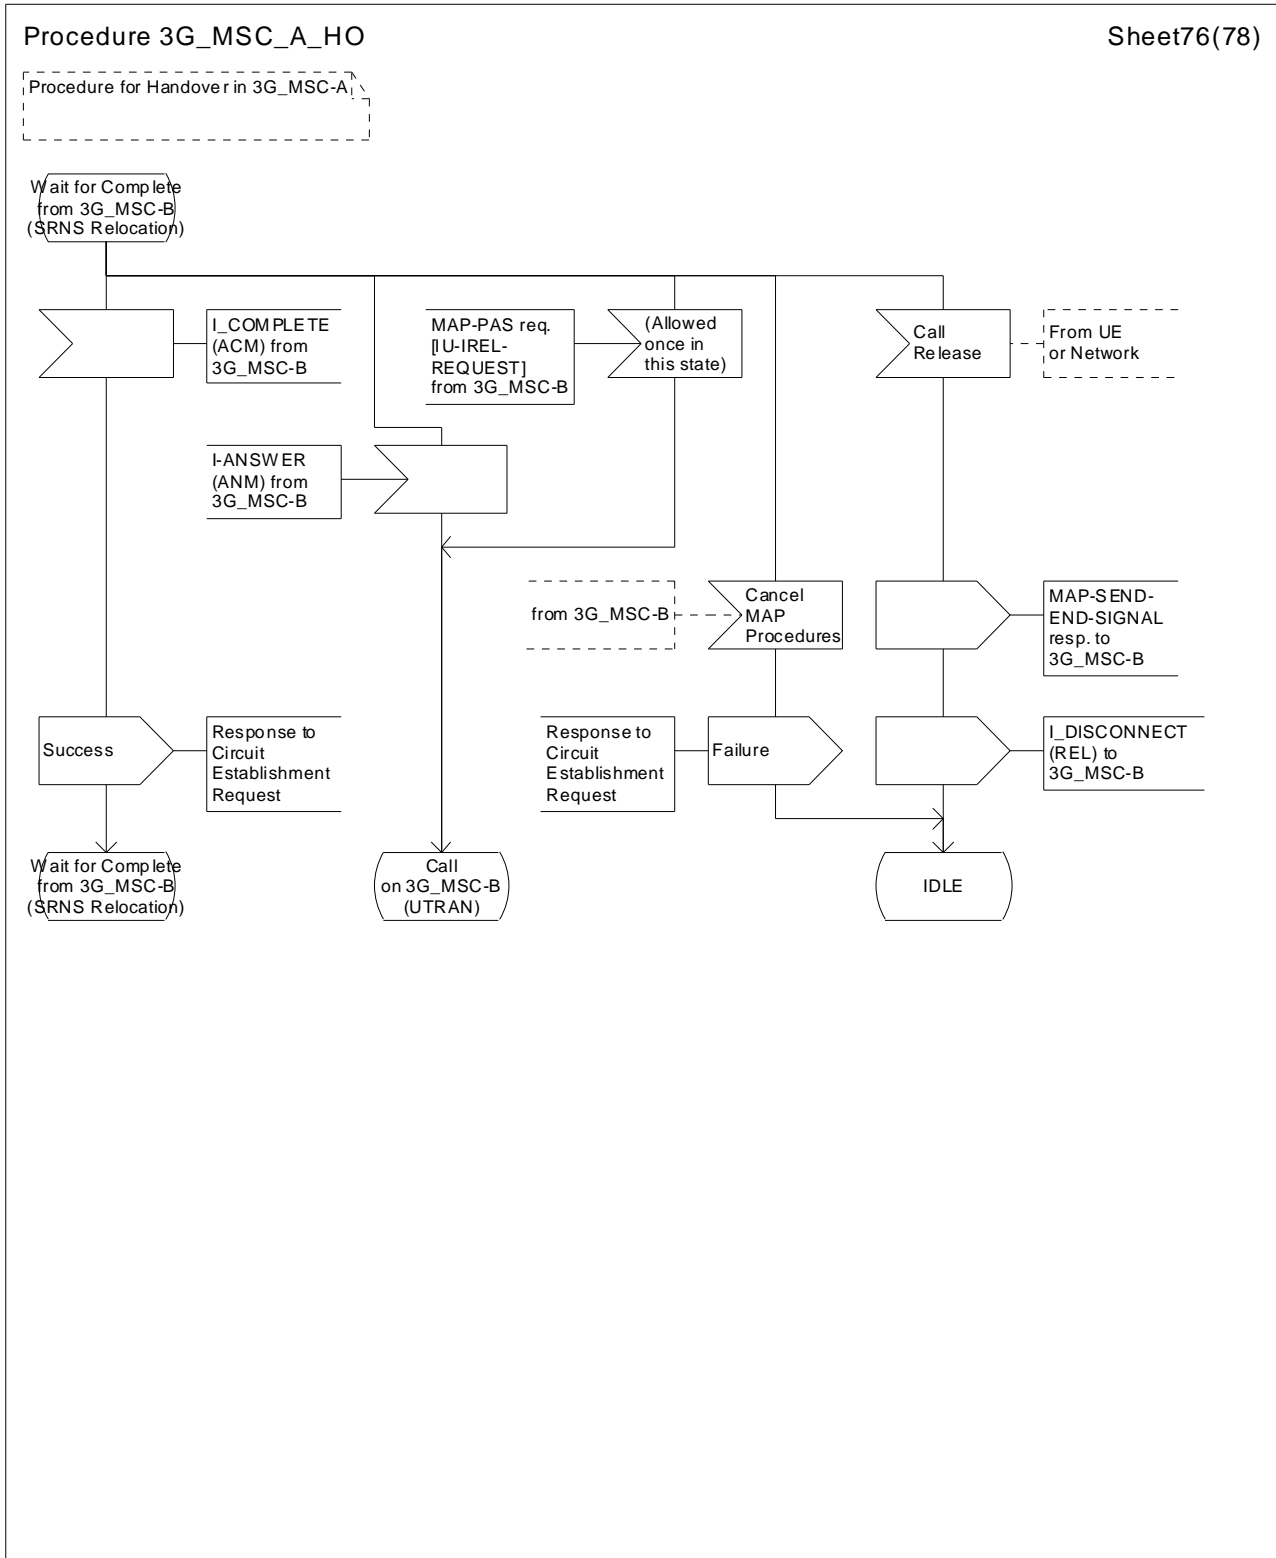 Procedure 3G_MSC_A_HO
Sheet76(78)
Procedure for Handover in 3G_MSC-A
Wait for Complete
from 3G_MSC-B
(SRNS Relocation)
I_COMPLETE
(ACM) from
3G_MSC-B
MAP-PAS req.
[IU-IREL-
REQUEST]
from 3G_MSC-B
(Allowed
once in
this state)
Call
Release
From UE
or Network
I-ANSWER
(ANM) from
3G_MSC-B
from 3G_MSC-B
Cancel
MAP
Procedures
MAP-SEND-
END-SIGNAL
resp. to
3G_MSC-B
Success
Response to
Circuit
Establishment
Request
Response to
Circuit
Establishment
Request
Failure
I_DISCONNECT
(REL) to
3G_MSC-B
Wait for Complete
from 3G_MSC-B
(SRNS Relocation)
Call
on 3G_MSC-B
(UTRAN)
IDLE